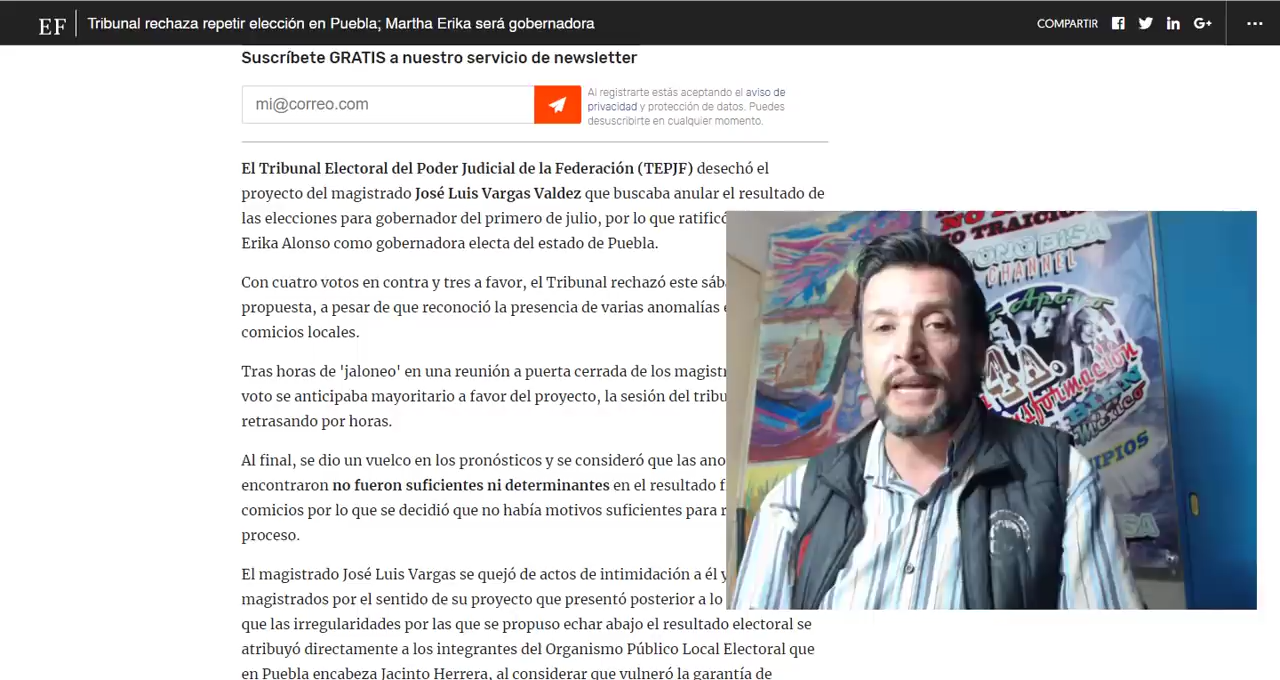 EF Tribunal rechaza repetir elección en Puebla; Martha Erika será gobernadora COMPARTIR
Suscríbete GRATIS a nuestro servicio de newsletter
mi@correo.com
Al registrarte estás aceptando el aviso de
privacidad y protección de datos. Puedes
desuscribirte en cualquier momento.
El Tribunal Electoral del Poder Judicial de la Federación (TEPJF) desechó el
proyecto del magistrado José Luis Vargas Valdez que buscaba anular el resultado de
las elecciones para gobernador del primero de julio, por lo que ratificó
Erika Alonso como gobernadora electa del estado de Puebla.
Con cuatro votos en contra y tres a favor, el Tribunal rechazó este
propuesta, a pesar de que reconoció la presencia de varias anomalías
comicios locales.
Tras horas de 'jaloneo' en una reunión a puerta cerrada de los
voto se anticipaba mayoritario a favor del proyecto, la sesión del
retrasando por horas.
Al final, se dio un vuelco en los pronósticos y se consideró que las
encontraron no fueron suficientes ni determinantes en el resultado
comicios por lo que se decidió que no había motivos suficientes para
proceso.
El magistrado José Luis Vargas se quejó de actos de intimidación a él y
magistrados por el sentido de su proyecto que presentó posterior a lo
que las irregularidades por las que se propuso echar abajo el resultado electoral se
atribuyó directamente a los integrantes del Organismo Público Local Electoral que
en Puebla encabeza Jacinto Herrera, al considerar que vulneró la garantía de
NO TRAICIO
CHANNEL
Apoyo
4a.
México